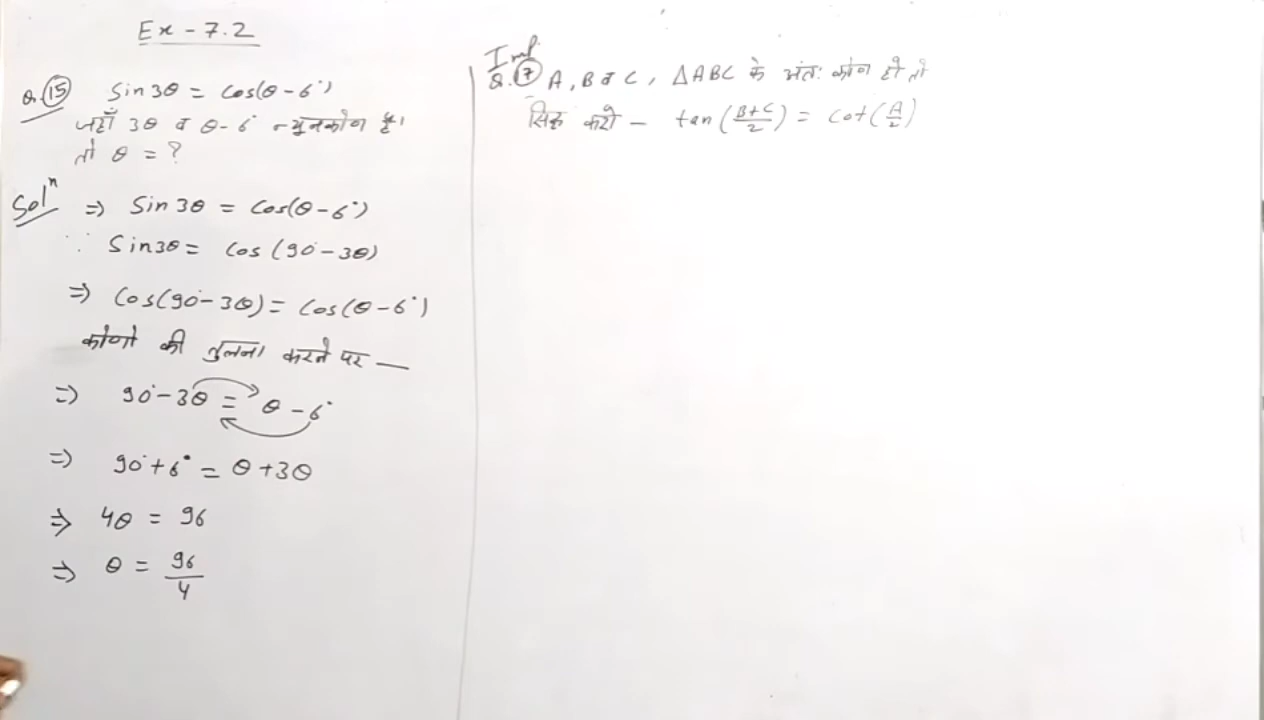 Ex - 7.2
Q. 15 Sin 3θ = Cos(θ - 6°)
जहाँ 3θ व θ - 6° न्यूनकोण है।
तो θ = ?
Solⁿ ⇒ Sin 3θ = Cos(θ - 6°)
∵ Sin3θ = Cos (90° - 3θ)
⇒ Cos(90° - 3θ) = Cos(θ - 6°)
कोणो की तुलना करने पर —
⇒ 90° - 3θ = θ - 6°
⇒ 90° + 6° = θ + 3θ
⇒ 4θ = 96
⇒ θ = 96/4
Imp
Q. 7 A, B व C, ΔABC के अंतः कोण हो तो
सिद्ध करो — tan (B+C/2) = Cot (A/2)